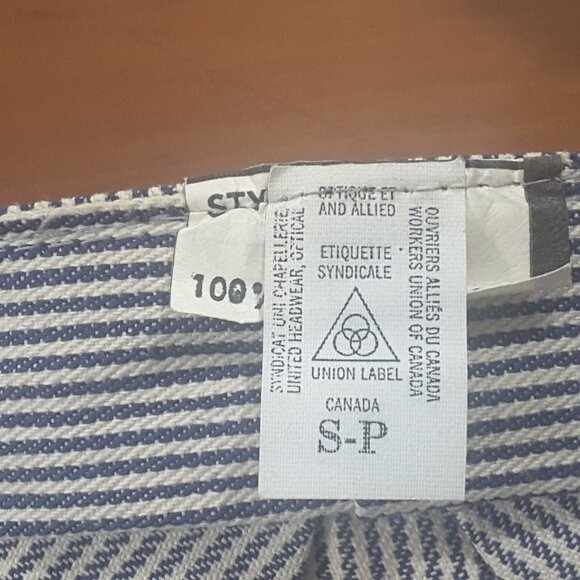 STY
100%
SYNDICAT UNI CHAPELLERIE,
UNITED HEADWEAR, OPTICAL
OPTIQUE ET
AND ALLIED
OUVRIERS ALLIÉS DU CANADA
WORKERS UNION OF CANADA
ETIQUETTE
SYNDICALE
UNION LABEL
CANADA
S-P